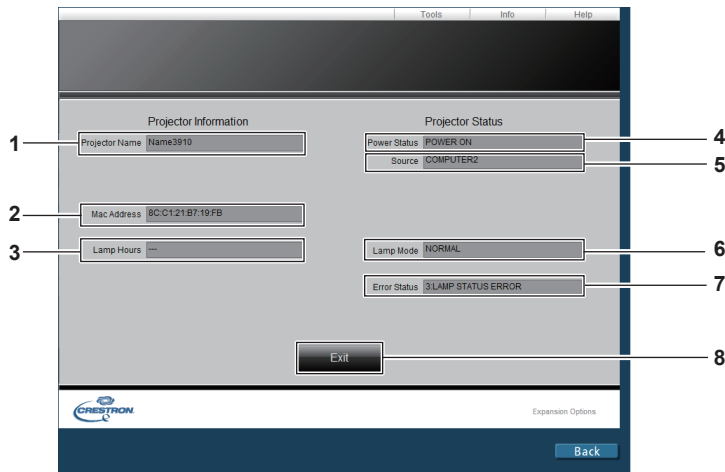 Tools Info Help
Projector Information Projector Status
1 Projector Name Name3910 Power Status POWER ON 4
Source COMPUTER2 5
2 Mac Address 8C:C1:21:B7:19:FB
3 Lamp Hours --- Lamp Mode NORMAL 6
Error Status 3:LAMP STATUS ERROR 7
Exit 8
CRESTRON. Expansion Options
Back